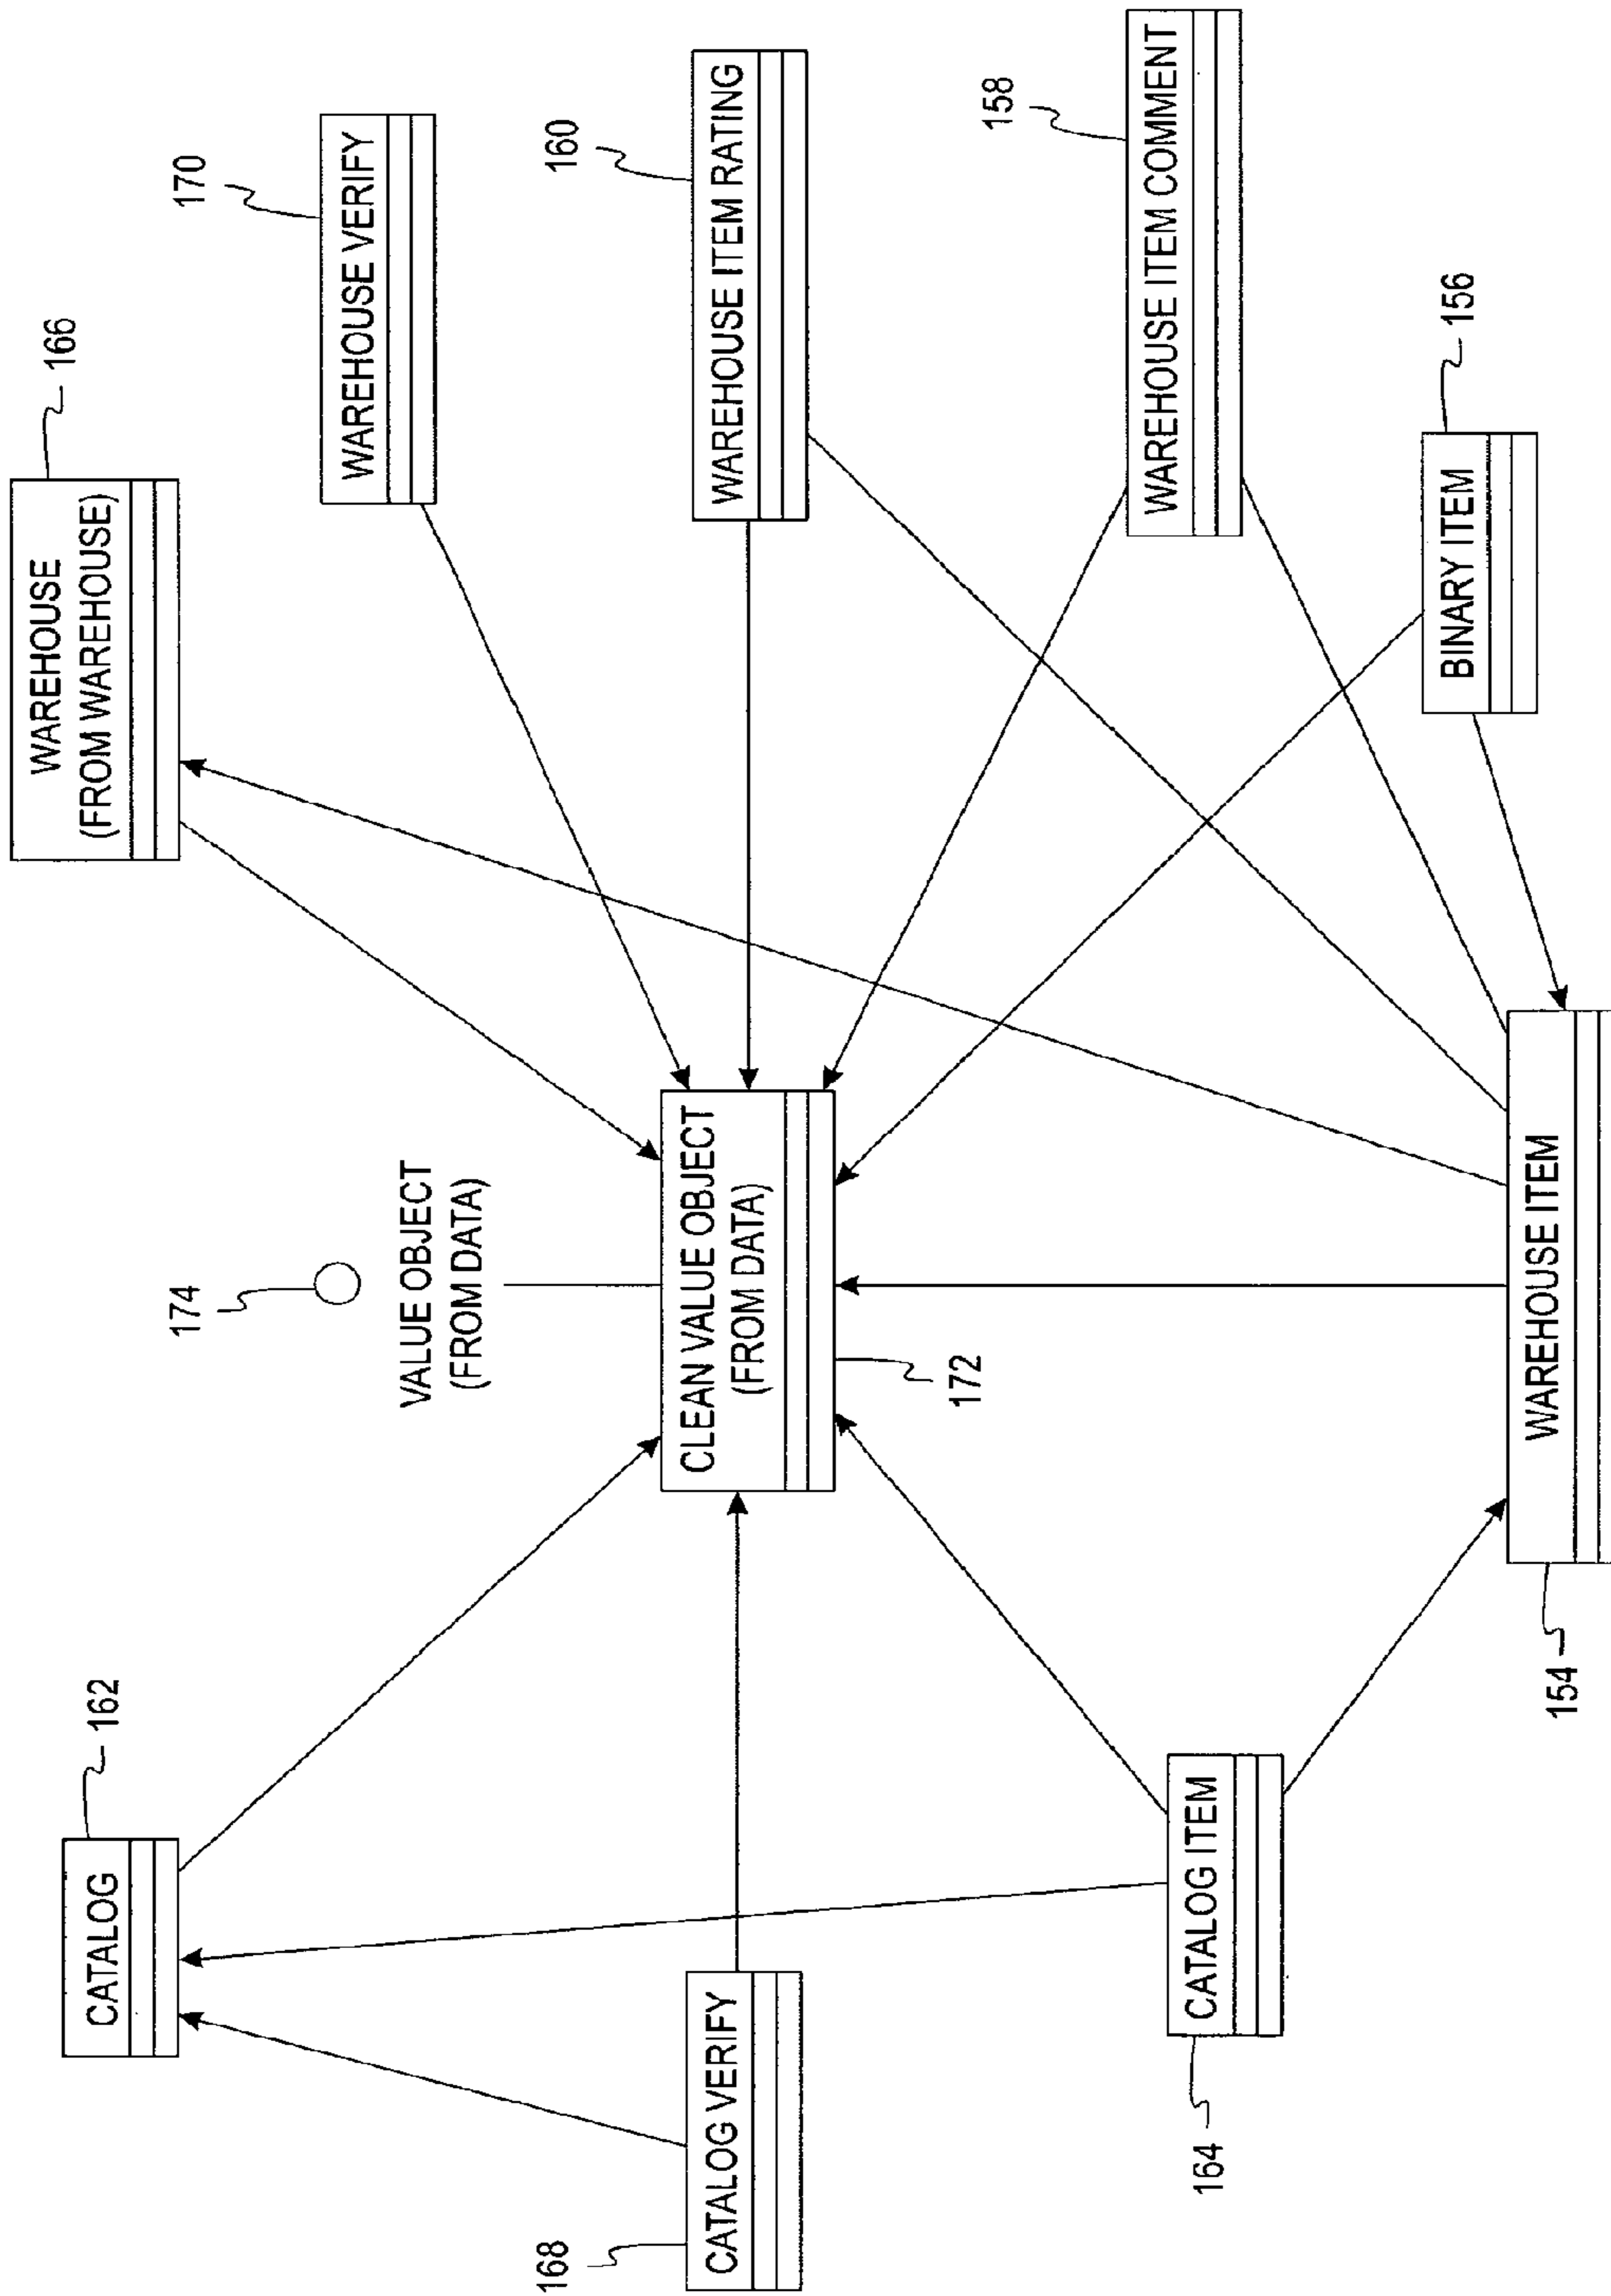 166
WAREHOUSE
(FROM WAREHOUSE)
162
CATALOG
170
WAREHOUSE VERIFY
174
VALUE OBJECT
(FROM DATA)
160
WAREHOUSE ITEM RATING
168
CATALOG VERIFY
CLEAN VALUE OBJECT
(FROM DATA)
172
158
WAREHOUSE ITEM COMMENT
164
CATALOG ITEM
156
BINARY ITEM
154
WAREHOUSE ITEM